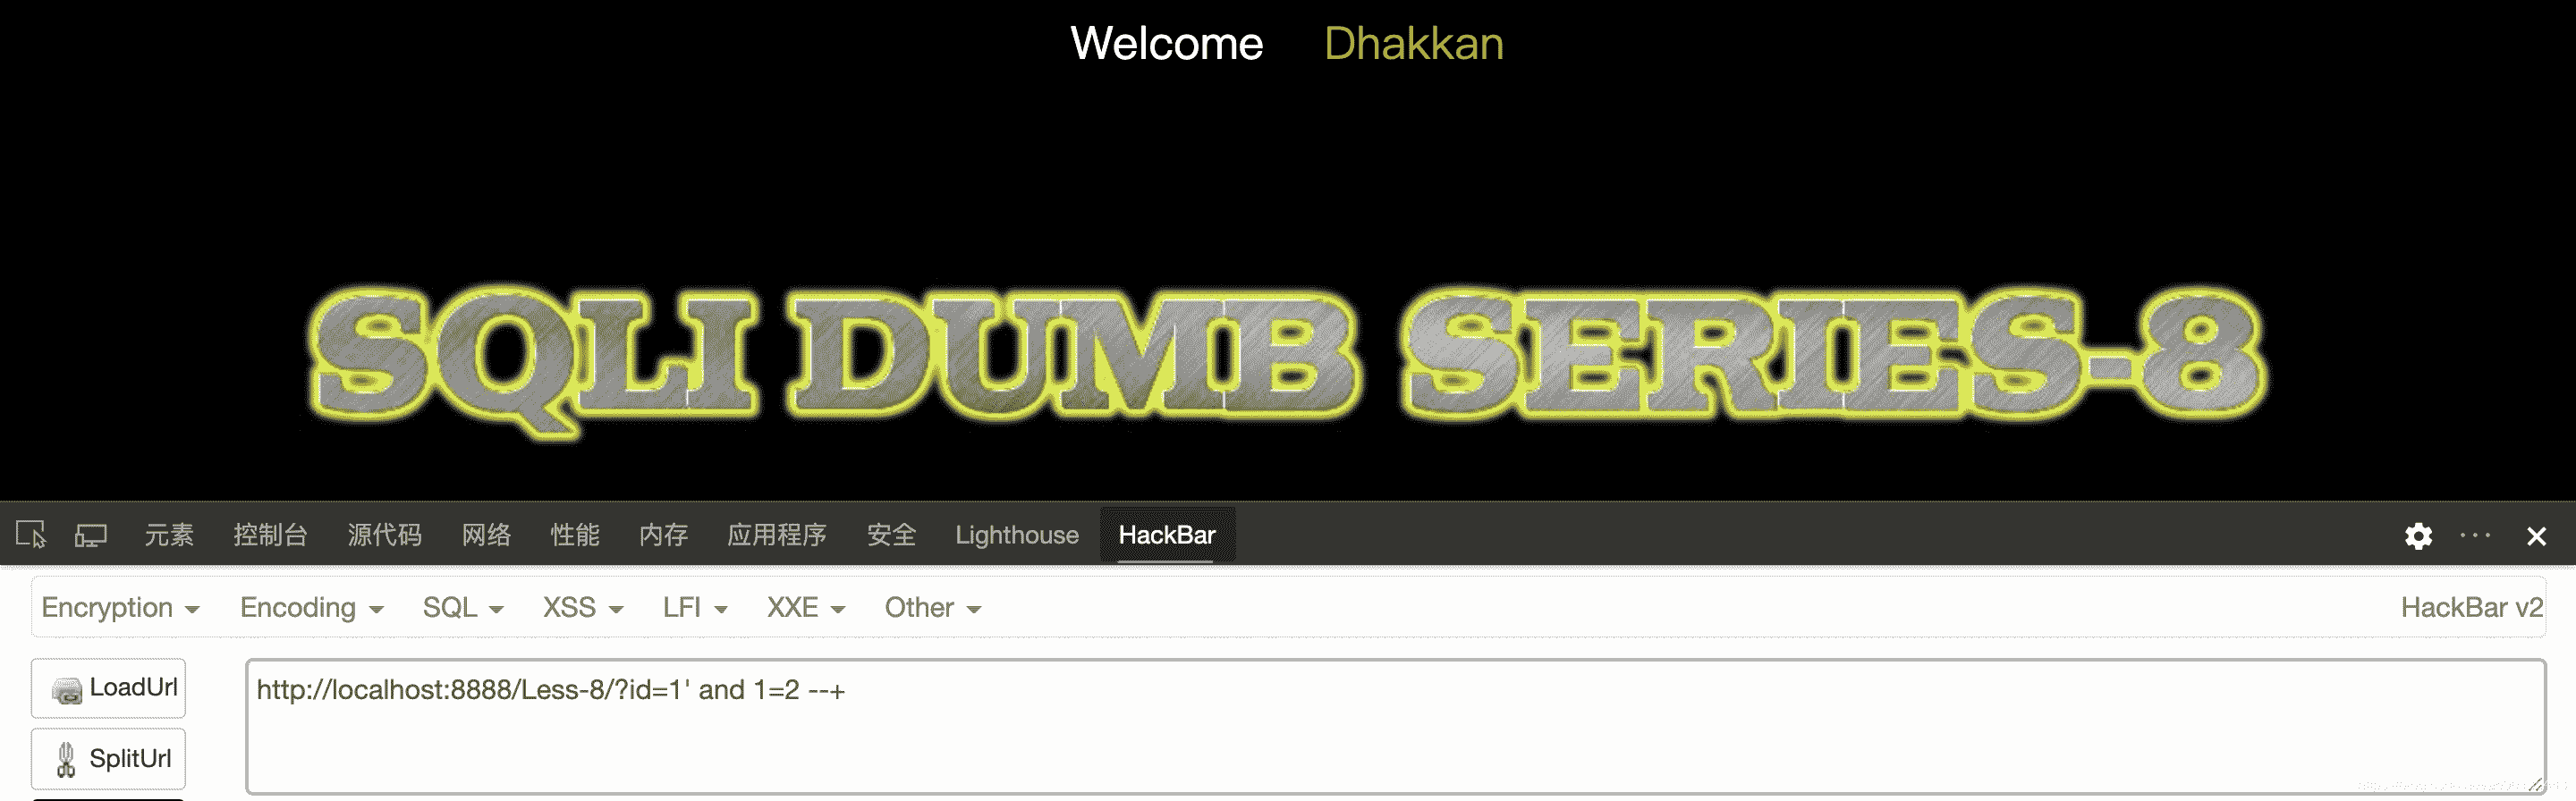 Welcome Dhakkan
SQLI DUMB SERIES-8
元素 控制台 源代码 网络 性能 内存 应用程序 安全 Lighthouse HackBar
Encryption Encoding SQL XSS LFI XXE Other HackBar v2
LoadUrl
http://localhost:8888/Less-8/?id=1' and 1=2 --+
SplitUrl